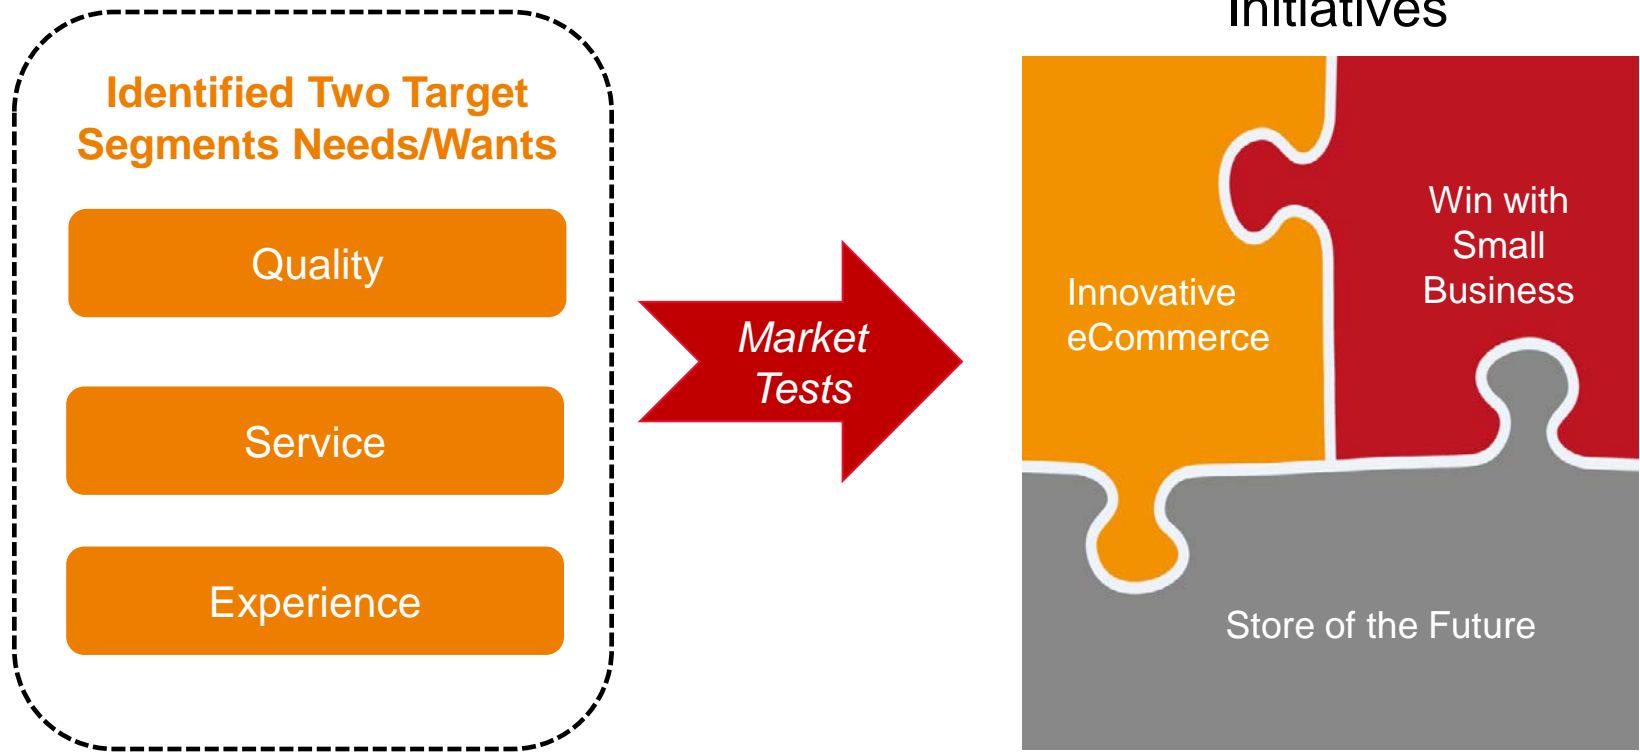 Initiatives
Identified Two Target
Segments Needs/Wants
Quality
Service
Experience
Market
Tests
Innovative
eCommerce
Win with
Small
Business
Store of the Future